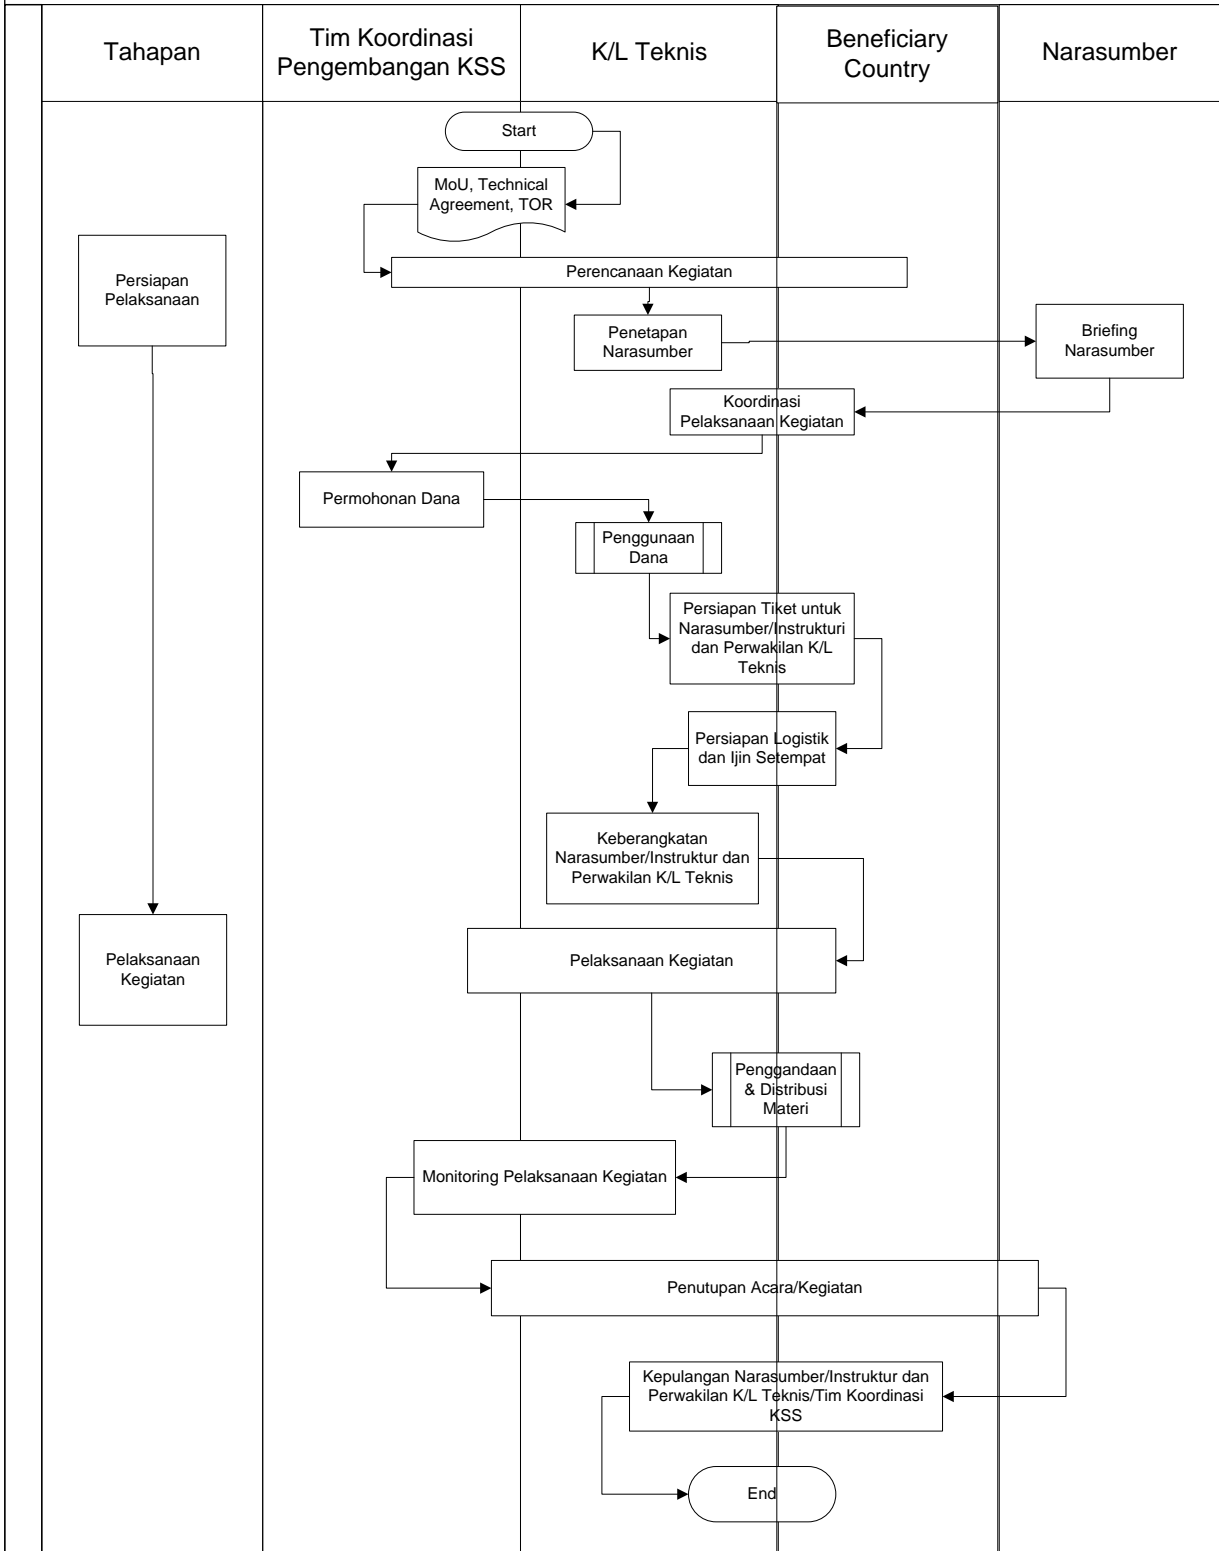 Tahapan
Tim Koordinasi
Pengembangan KSS
K/L Teknis
Beneficiary
Country
Narasumber
Start
MoU, Technical
Agreement, TOR
Persiapan
Pelaksanaan
Perencanaan Kegiatan
Penetapan
Narasumber
Briefing
Narasumber
Koordinasi
Pelaksanaan Kegiatan
Permohonan Dana
Penggunaan
Dana
Persiapan Tiket untuk
Narasumber/Instrukturi
dan Perwakilan K/L
Teknis
Persiapan Logistik
dan Ijin Setempat
Keberangkatan
Narasumber/Instruktur dan
Perwakilan K/L Teknis
Pelaksanaan
Kegiatan
Pelaksanaan Kegiatan
Penggandaan
& Distribusi
Materi
Monitoring Pelaksanaan Kegiatan
Penutupan Acara/Kegiatan
Kepulangan Narasumber/Instruktur dan
Perwakilan K/L Teknis/Tim Koordinasi
KSS
End